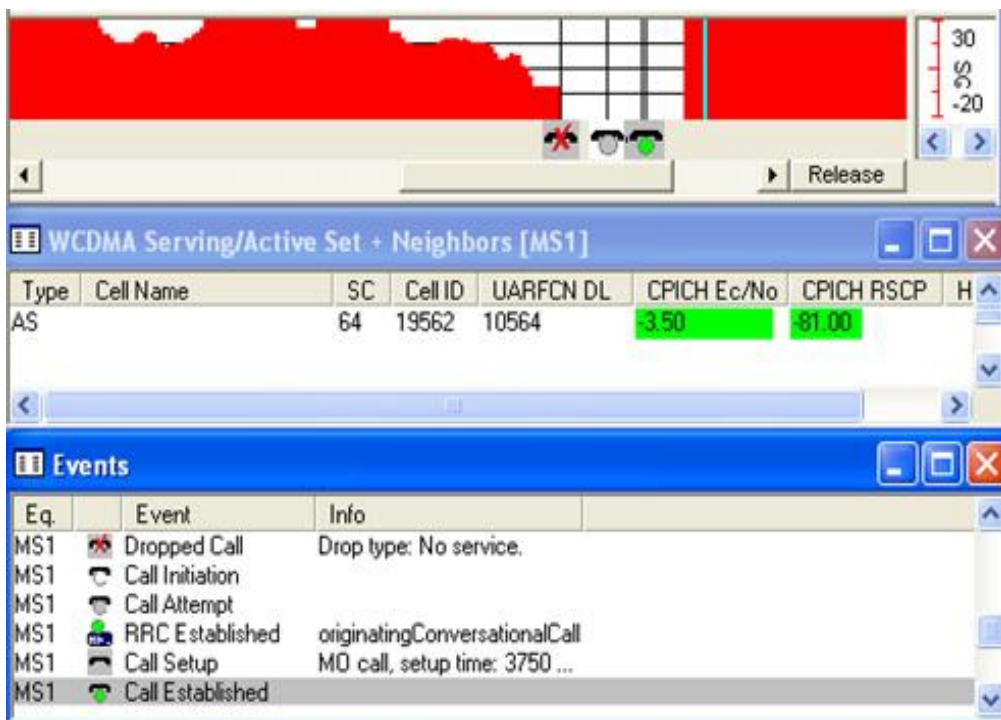 30
SC
-20
Release
WCDMA Serving/Active Set + Neighbors [MS1]
Type Cell Name SC Cell ID UARFCN DL CPICH Ec/No CPICH RSCP H
AS 64 19562 10564 -3.50 -81.00
Events
Eq. Event Info
MS1 Dropped Call Drop type: No service.
MS1 Call Initiation
MS1 Call Attempt
MS1 RRC Established originatingConversationalCall
MS1 Call Setup MO call, setup time: 3750 ...
MS1 Call Established